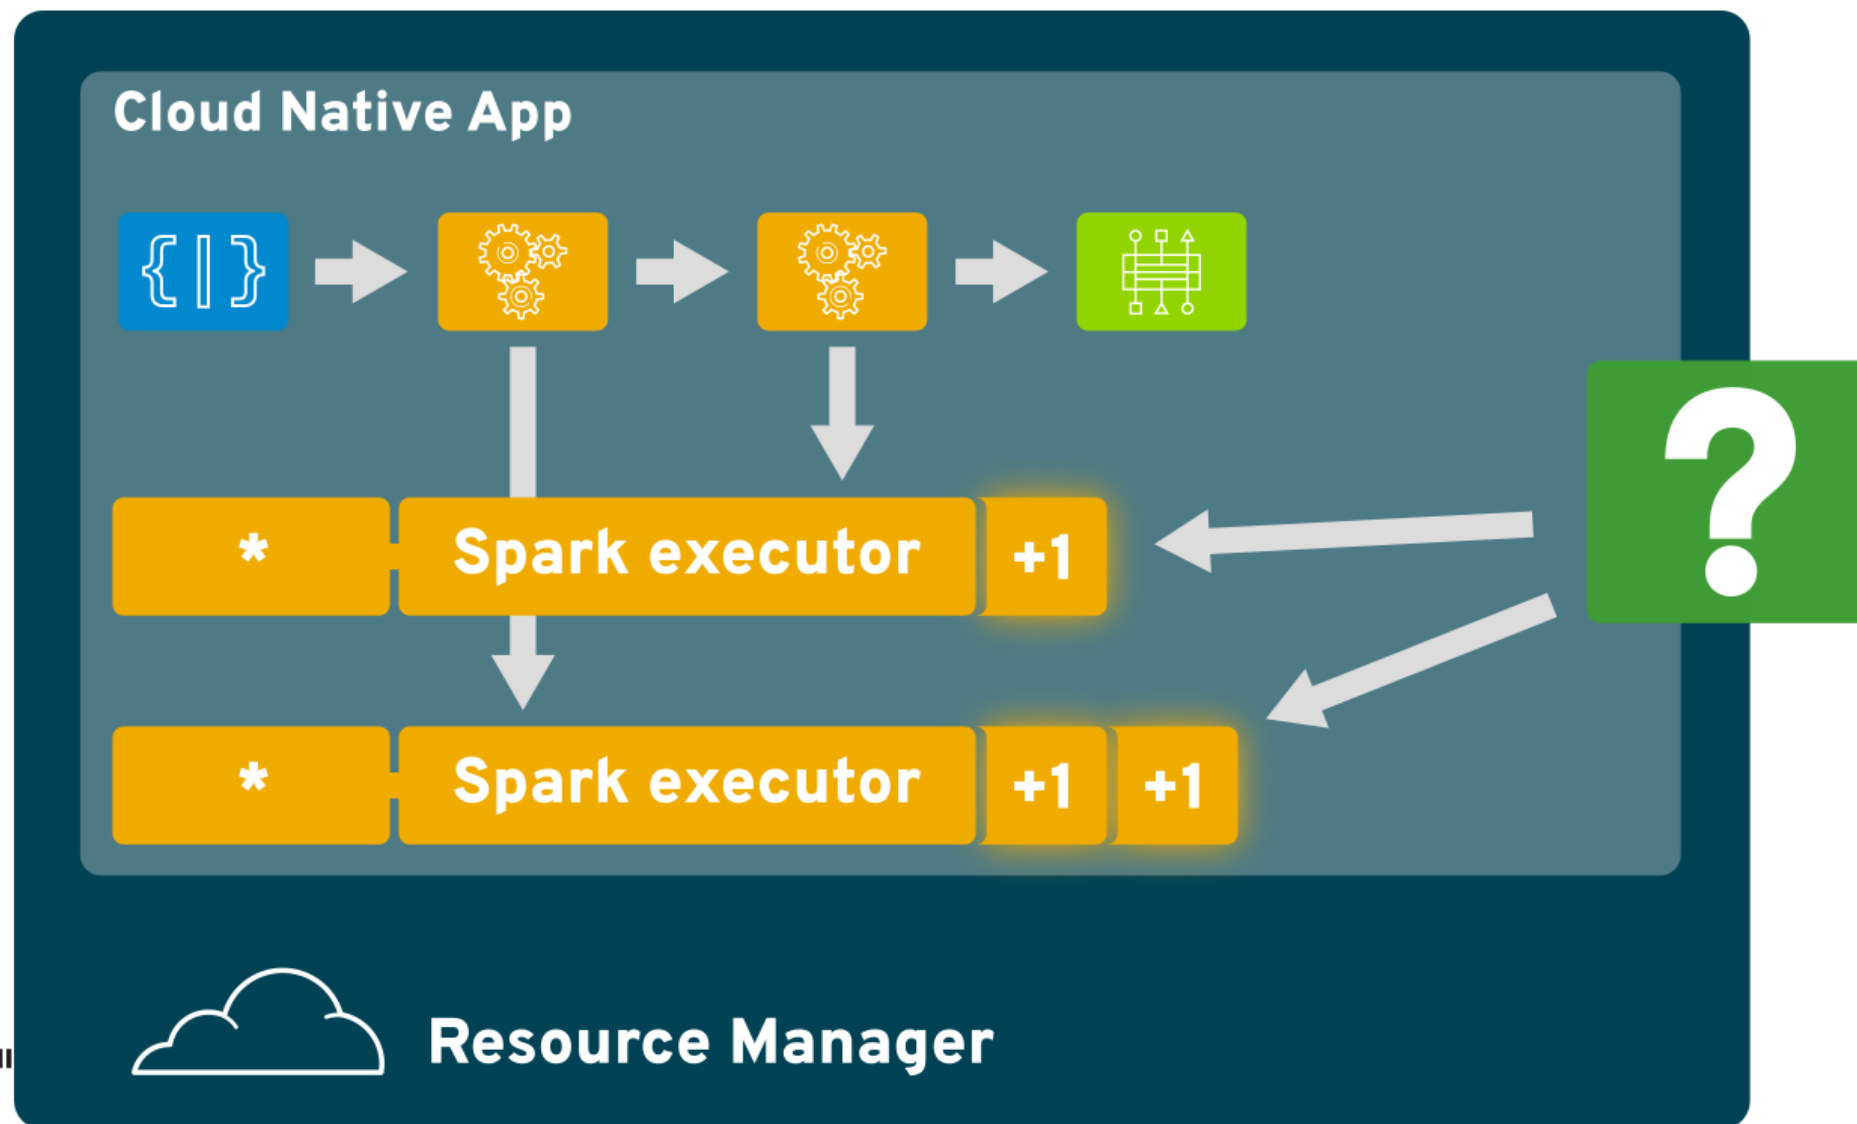 Cloud Native App
{|}
?
* Spark executor +1
* Spark executor +1 +1
Resource Manager